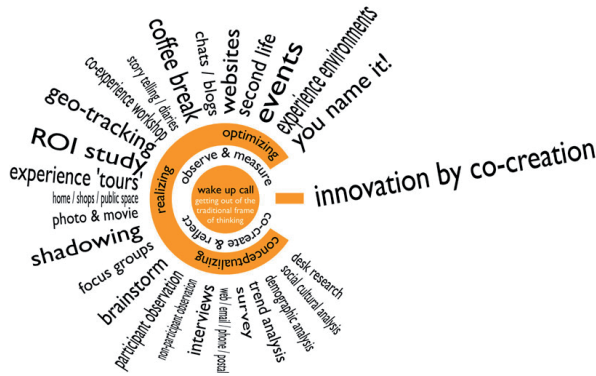 wake up call
getting out of the
traditional frame
of thinking
observe & measure
co-create & reflect
optimizing
realizing
conceptualizing
innovation by co-creation
you name it!
experience environments
events
second life
websites
chats / blogs
coffee break
story telling / diaries
co-experience workshop
geo-tracking
ROI study
experience 'tours'
home / shops / public space
photo & movie
shadowing
focus groups
brainstorm
participant observation
non-participant observation
interviews
web / email / phone / postal
survey
trend analysis
demographic analysis
social cultural analysis
desk research